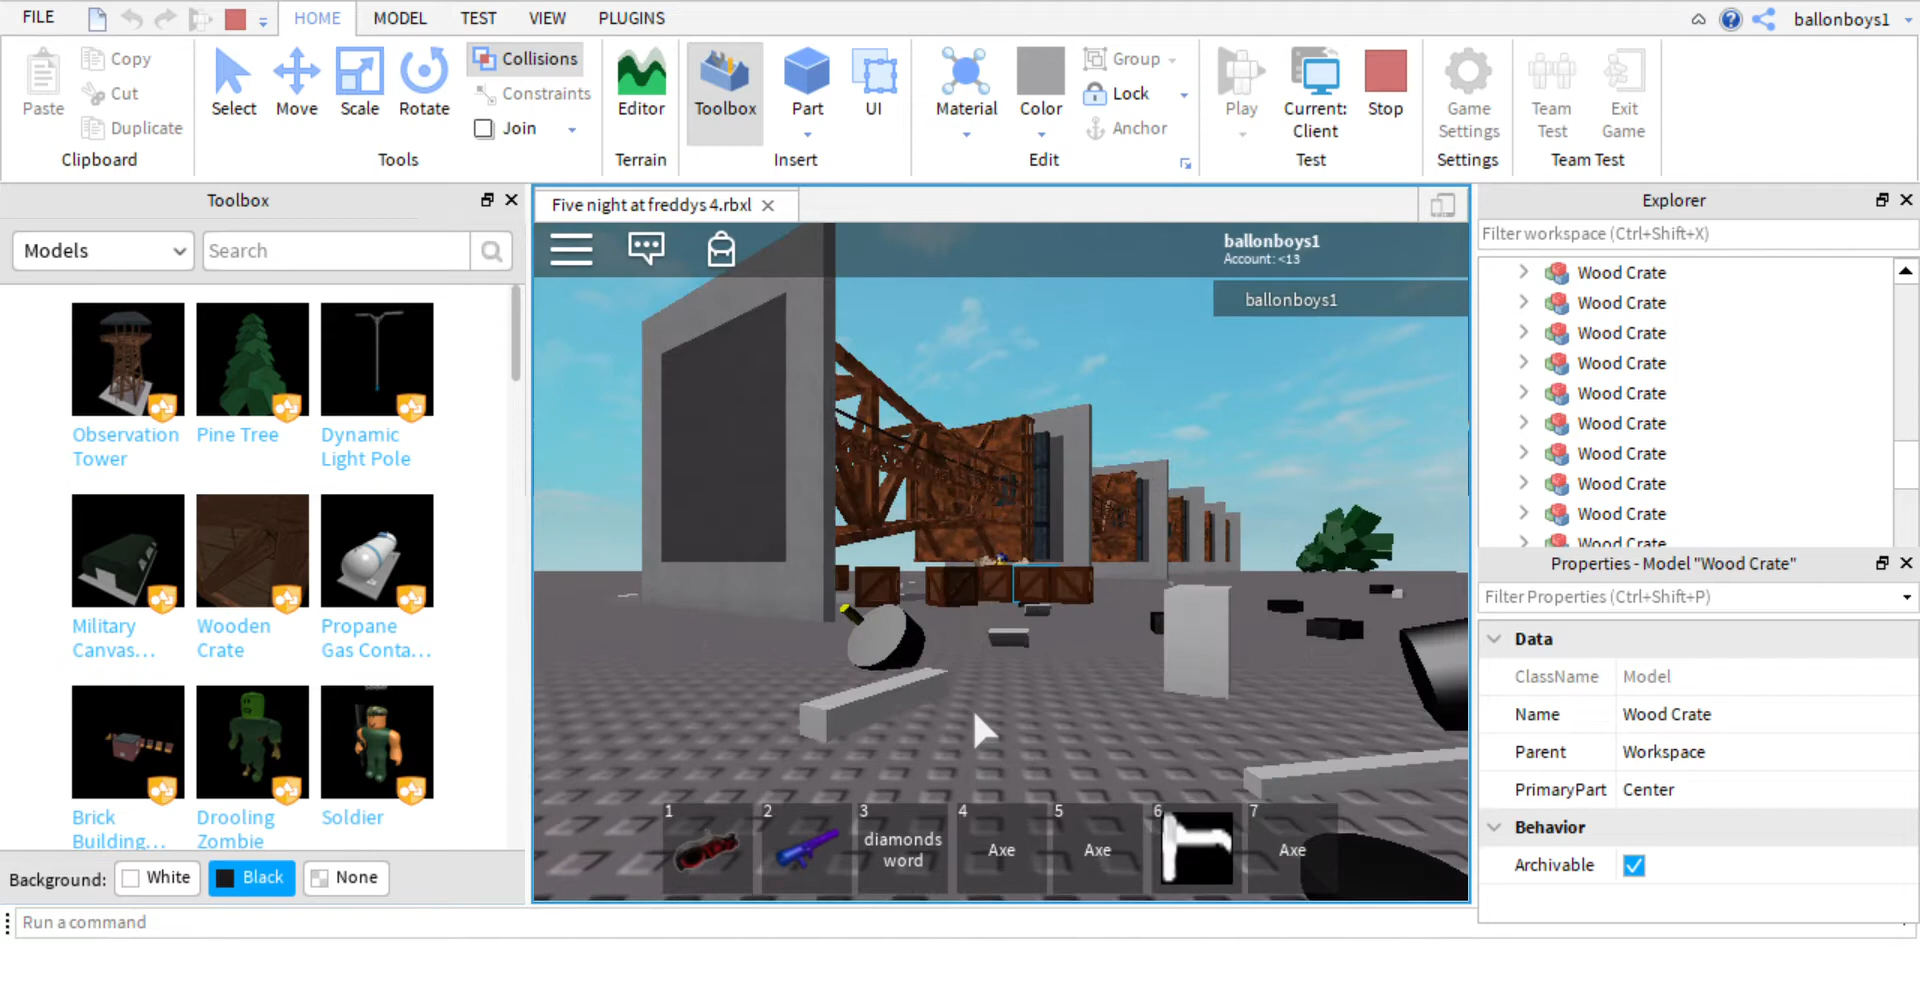 FILE
HOME
MODEL
TEST
VIEW
PLUGINS
ballonboys1
Paste
Copy
Cut
Duplicate
Clipboard
Select
Move
Scale
Rotate
Collisions
Constraints
Join
Tools
Editor
Terrain
Toolbox
Part
UI
Insert
Material
Color
Group
Lock
Anchor
Edit
Play
Current:
Client
Stop
Test
Game
Settings
Settings
Team
Test
Exit
Game
Team Test
Toolbox
Models
Search
Observation
Tower
Pine Tree
Dynamic
Light Pole
Military
Canvas...
Wooden
Crate
Propane
Gas Conta...
Brick
Building...
Drooling
Zombie
Soldier
Background:
White
Black
None
Run a command
Five night at freddys 4.rbxl
ballonboys1
Account: <13
ballonboys1
1
2
3
diamonds
word
4
Axe
5
Axe
6
7
Axe
Explorer
Filter workspace (Ctrl+Shift+X)
Wood Crate
Wood Crate
Wood Crate
Wood Crate
Wood Crate
Wood Crate
Wood Crate
Wood Crate
Wood Crate
Wood Crate
Properties - Model "Wood Crate"
Filter Properties (Ctrl+Shift+P)
Data
ClassName Model
Name Wood Crate
Parent Workspace
PrimaryPart Center
Behavior
Archivable